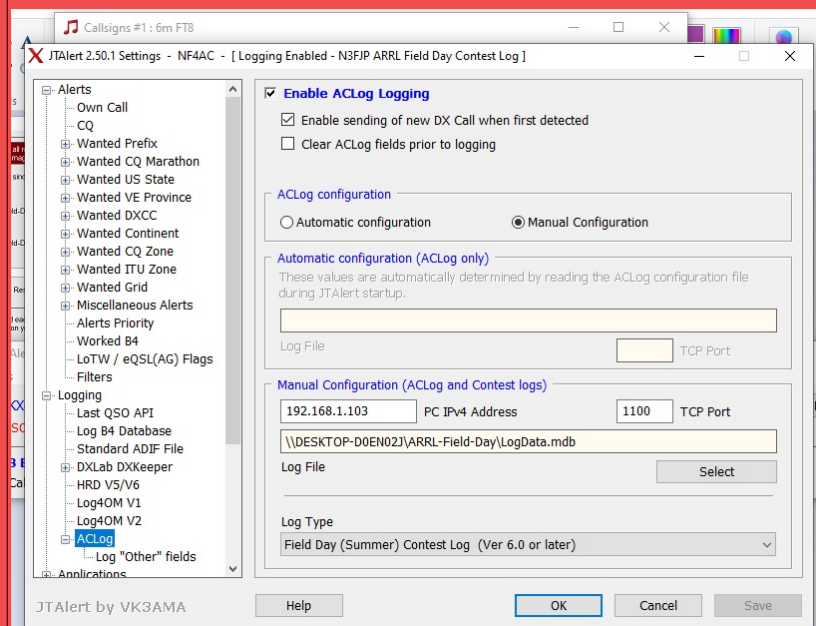 Callsigns #1 : 6m FT8
JTAlert 2.50.1 Settings - NF4AC - [ Logging Enabled - N3FJP ARRL Field Day Contest Log ]
Alerts
Own Call
CQ
Wanted Prefix
Wanted CQ Marathon
Wanted US State
Wanted VE Province
Wanted DXCC
Wanted Continent
Wanted CQ Zone
Wanted ITU Zone
Wanted Grid
Miscellaneous Alerts
Alerts Priority
Worked B4
LoTW / eQSL(AG) Flags
Filters
Logging
Last QSO API
Log B4 Database
Standard ADIF File
DXLab DXKeeper
HRD V5/V6
Log4OM V1
Log4OM V2
ACLog
Log "Other" fields
Applications
Enable ACLog Logging
Enable sending of new DX Call when first detected
Clear ACLog fields prior to logging
ACLog configuration
Automatic configuration Manual Configuration
Automatic configuration (ACLog only)
These values are automatically determined by reading the ACLog configuration file
during JTAlert startup.
Log File TCP Port
Manual Configuration (ACLog and Contest logs)
192.168.1.103 PC IPv4 Address 1100 TCP Port
\\DESKTOP-D0EN02J\ARRL-Field-Day\LogData.mdb
Log File Select
Log Type
Field Day (Summer) Contest Log (Ver 6.0 or later)
JTAlert by VK3AMA Help OK Cancel Save